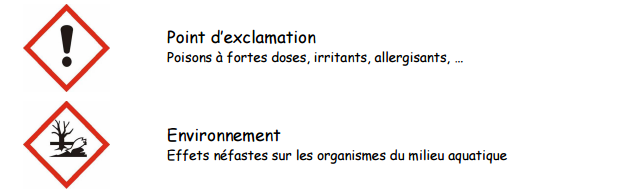 Point d'exclamation
Poisons à fortes doses, irritants, allergisants, …
Environnement
Effets néfastes sur les organismes du milieu aquatique